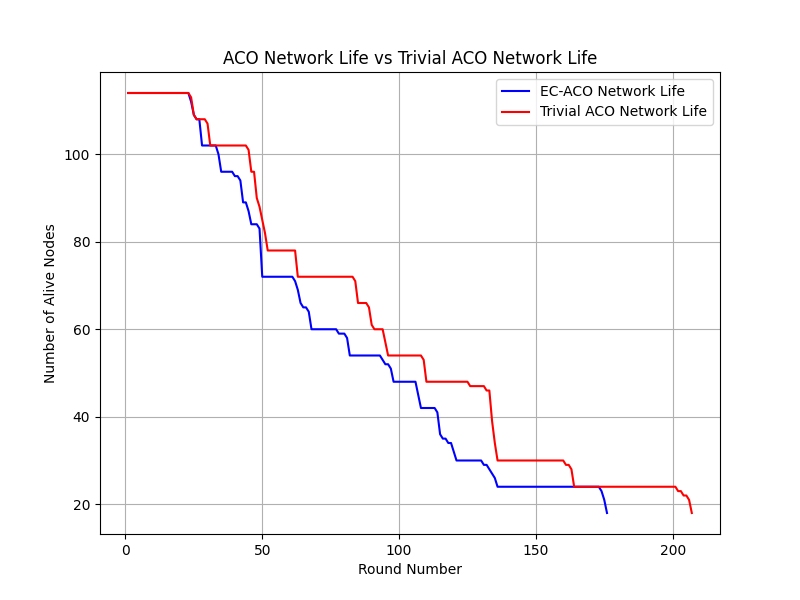 ACO Network Life vs Trivial ACO Network Life
EC-ACO Network Life
Trivial ACO Network Life
Number of Alive Nodes
100
80
60
40
20
0 50 100 150 200
Round Number